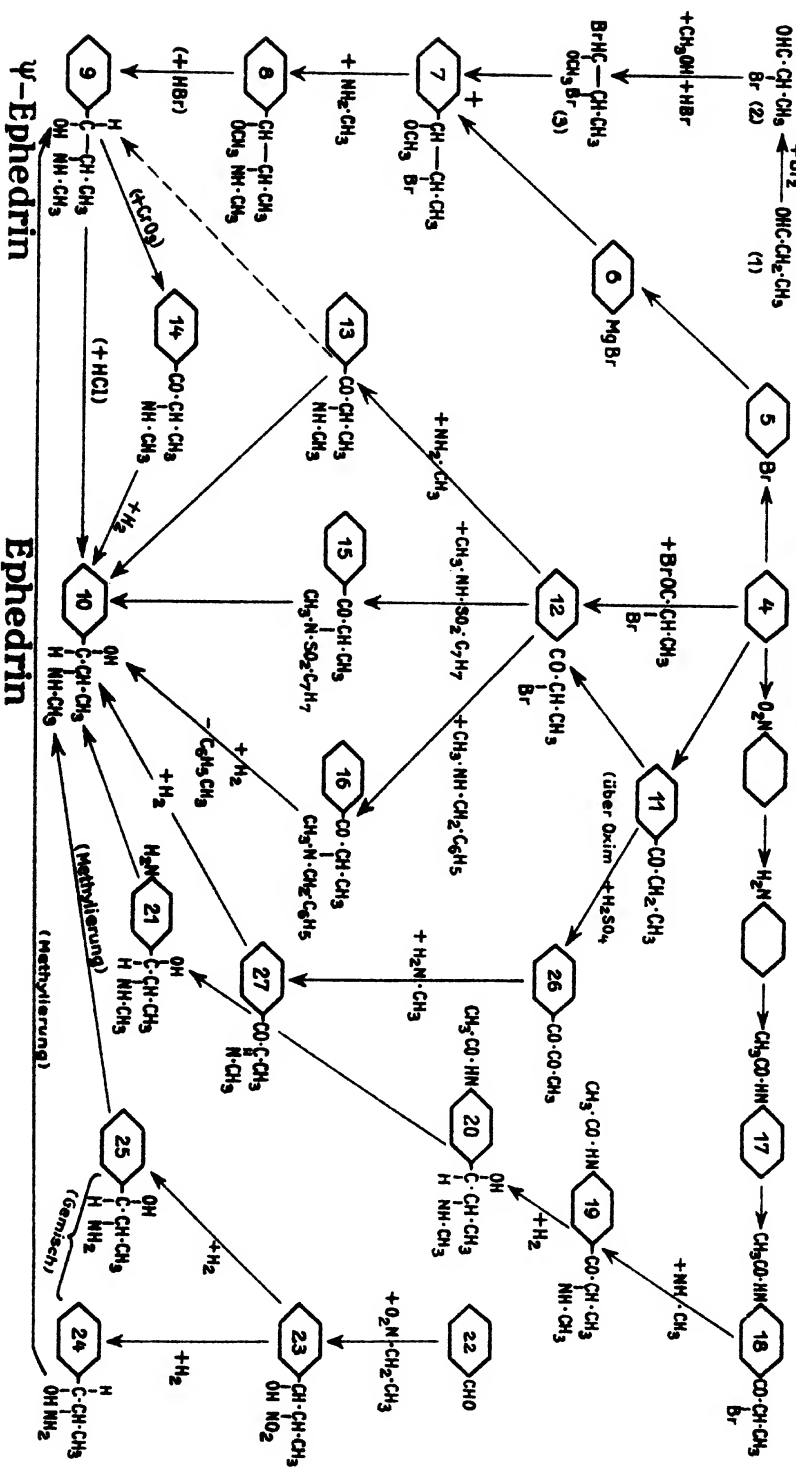 OHC·CH·CH₃
Br (2)
OHC·CH₂·CH₃
(1)
+CH₃OH+HBr
BrHC — CH·CH₃
OCH₃ Br (3)
5 Br
4
O₂N
H₂N
CH₃CO·HN 17
CH₃CO·HN 18 CO·CH·CH₃
Br
6 MgBr
+BrOC·CH·CH₃
Br
11 CO·CH₂·CH₃
(über Oxim +H₂SO₄
+NH·CH₃
7 CH — CH·CH₃
OCH₃ Br
+
12 CO·CH·CH₃
Br
26 CO·CO·CH₃
CH₃·CO·HN 19 CO·CH·CH₃
NH·CH₃
22 CHO
+ NH₂·CH₃
+NH₂·CH₃
+CH₃·NH·SO₂·C₇H₇
+CH₃·NH·CH₂·C₆H₅
+ H₂N·CH₃
+H₂
+O₂N·CH₂·CH₃
CH₃·CO·HN 20 C·CH·CH₃
OH
H NH·CH₃
8 CH — CH·CH₃
OCH₃ NH·CH₃
13 CO·CH·CH₃
NH·CH₃
15 CO·CH·CH₃
CH₃·N·SO₂·C₇H₇
16 CO·CH·CH₃
CH₃·N·CH₂·C₆H₅
27 CO·C·CH₃
N·CH₃
23 CH·CH·CH₃
OH NO₂
(+HBr)
(+CrO₃)
14 CO·CH·CH₃
NH·CH₃
+H₂
+H₂
- C₆H₅CH₃
+H₂
H₂N 21 C·CH·CH₃
OH
H NH·CH₃
+H₂
+H₂
9 C — CH·CH₃
H
OH NH·CH₃
(+HCl)
10 C·CH·CH₃
OH
H NH·CH₃
(Methylierung)
25 C·CH·CH₃
OH
H NH₂
(Gemisch)
24 C·CH·CH₃
H
OH NH₂
(Methylierung)
Ψ-Ephedrin
Ephedrin